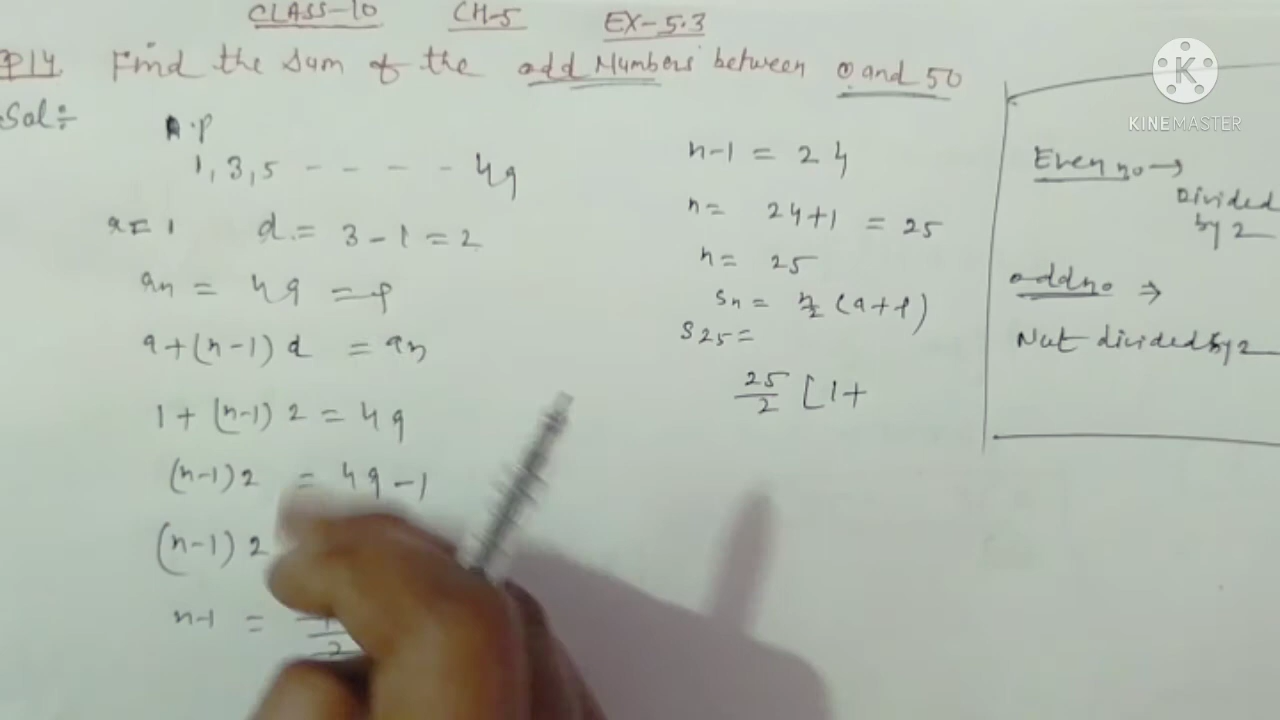 CLASS-10 CH-5 EX-5.3
Find the Sum of the odd Numbers between 0 and 50
Sol:-
A.P
1, 3, 5 - - - - 49
a = 1 d = 3 - 1 = 2
an = 49 = l
a + (n-1) d = an
1 + (n-1) 2 = 49
(n-1) 2 = 49 - 1
(n-1) 2
n-1 =
2
n-1 = 24
n = 24+1 = 25
n = 25
Sn = n/2 (a+l)
S25 =
25/2 [1+
KINEMASTER
Even no →
Divided
by 2
odd no ⇒
Not divided by 2